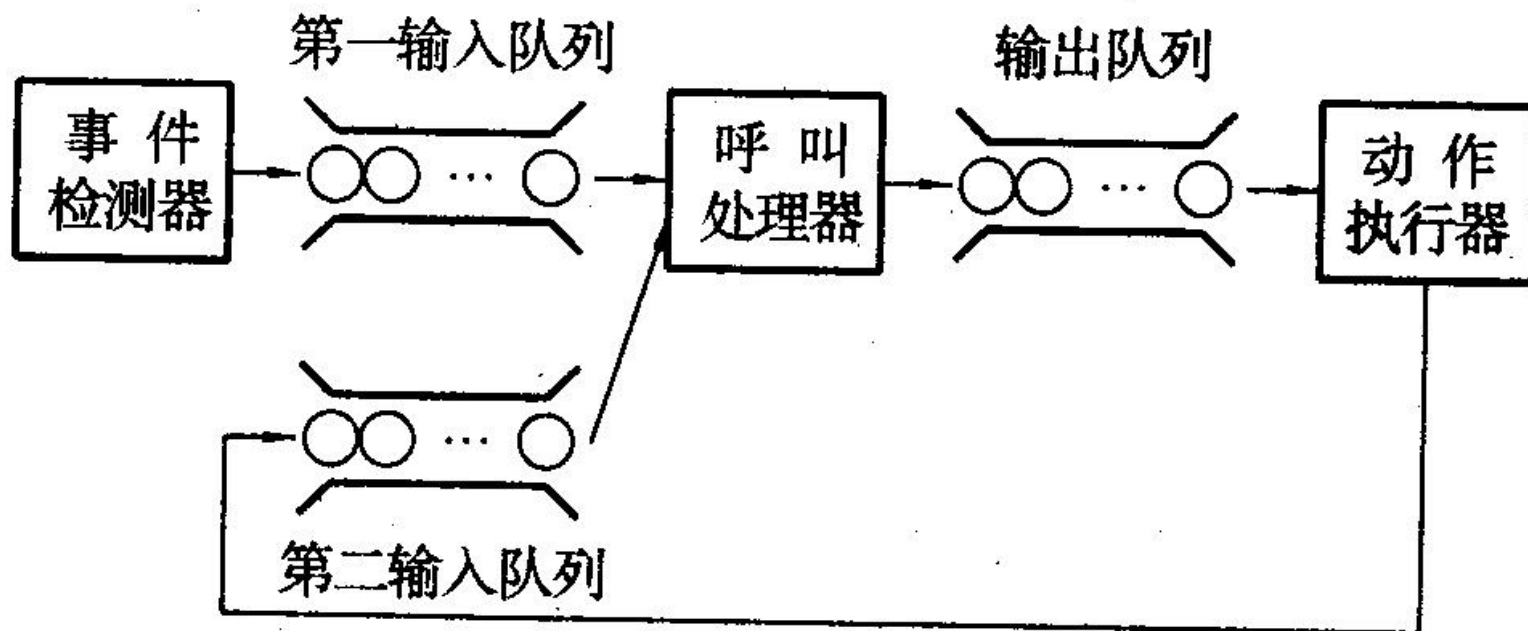 第一输入队列
输出队列
事件
检测器
…
呼叫
处理器
…
动作
执行器
…
第二输入队列